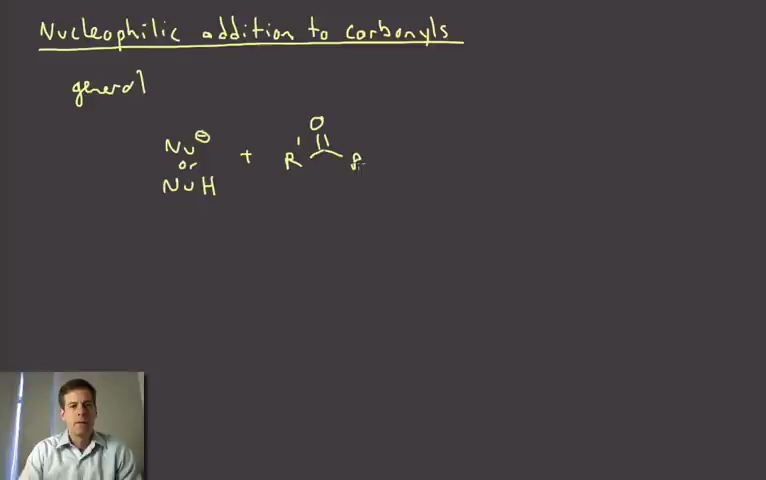 Nucleophilic addition to carbonyls
general
O
Nu⊖ + R'
or
NuH